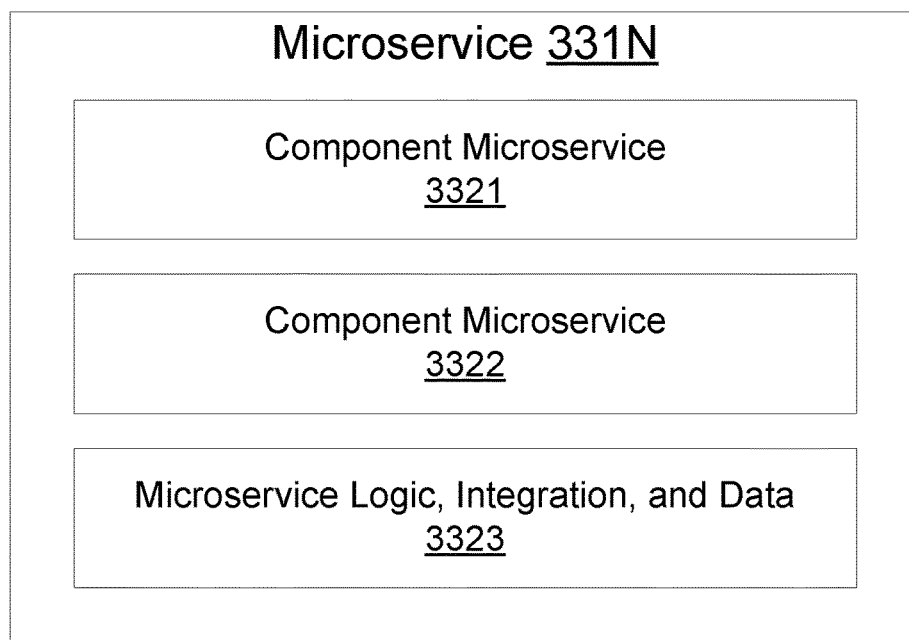 Microservice 331N
Component Microservice
3321
Component Microservice
3322
Microservice Logic, Integration, and Data
3323